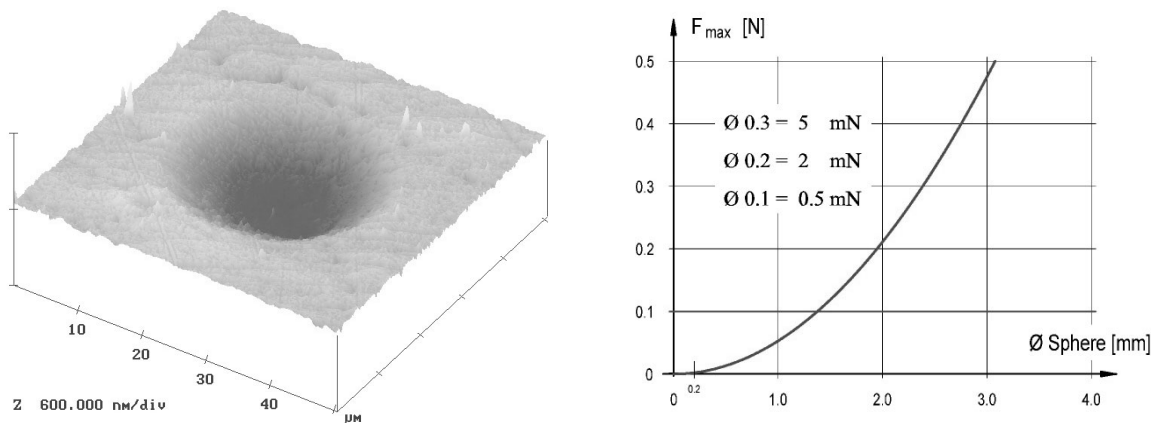 10
20
30
40
μm
Z 600.000 nm/div
F max [N]
0.5
0.4
0.3
0.2
0.1
0
Ø 0.3 = 5 mN
Ø 0.2 = 2 mN
Ø 0.1 = 0.5 mN
Ø Sphere [mm]
0 0.2 1.0 2.0 3.0 4.0